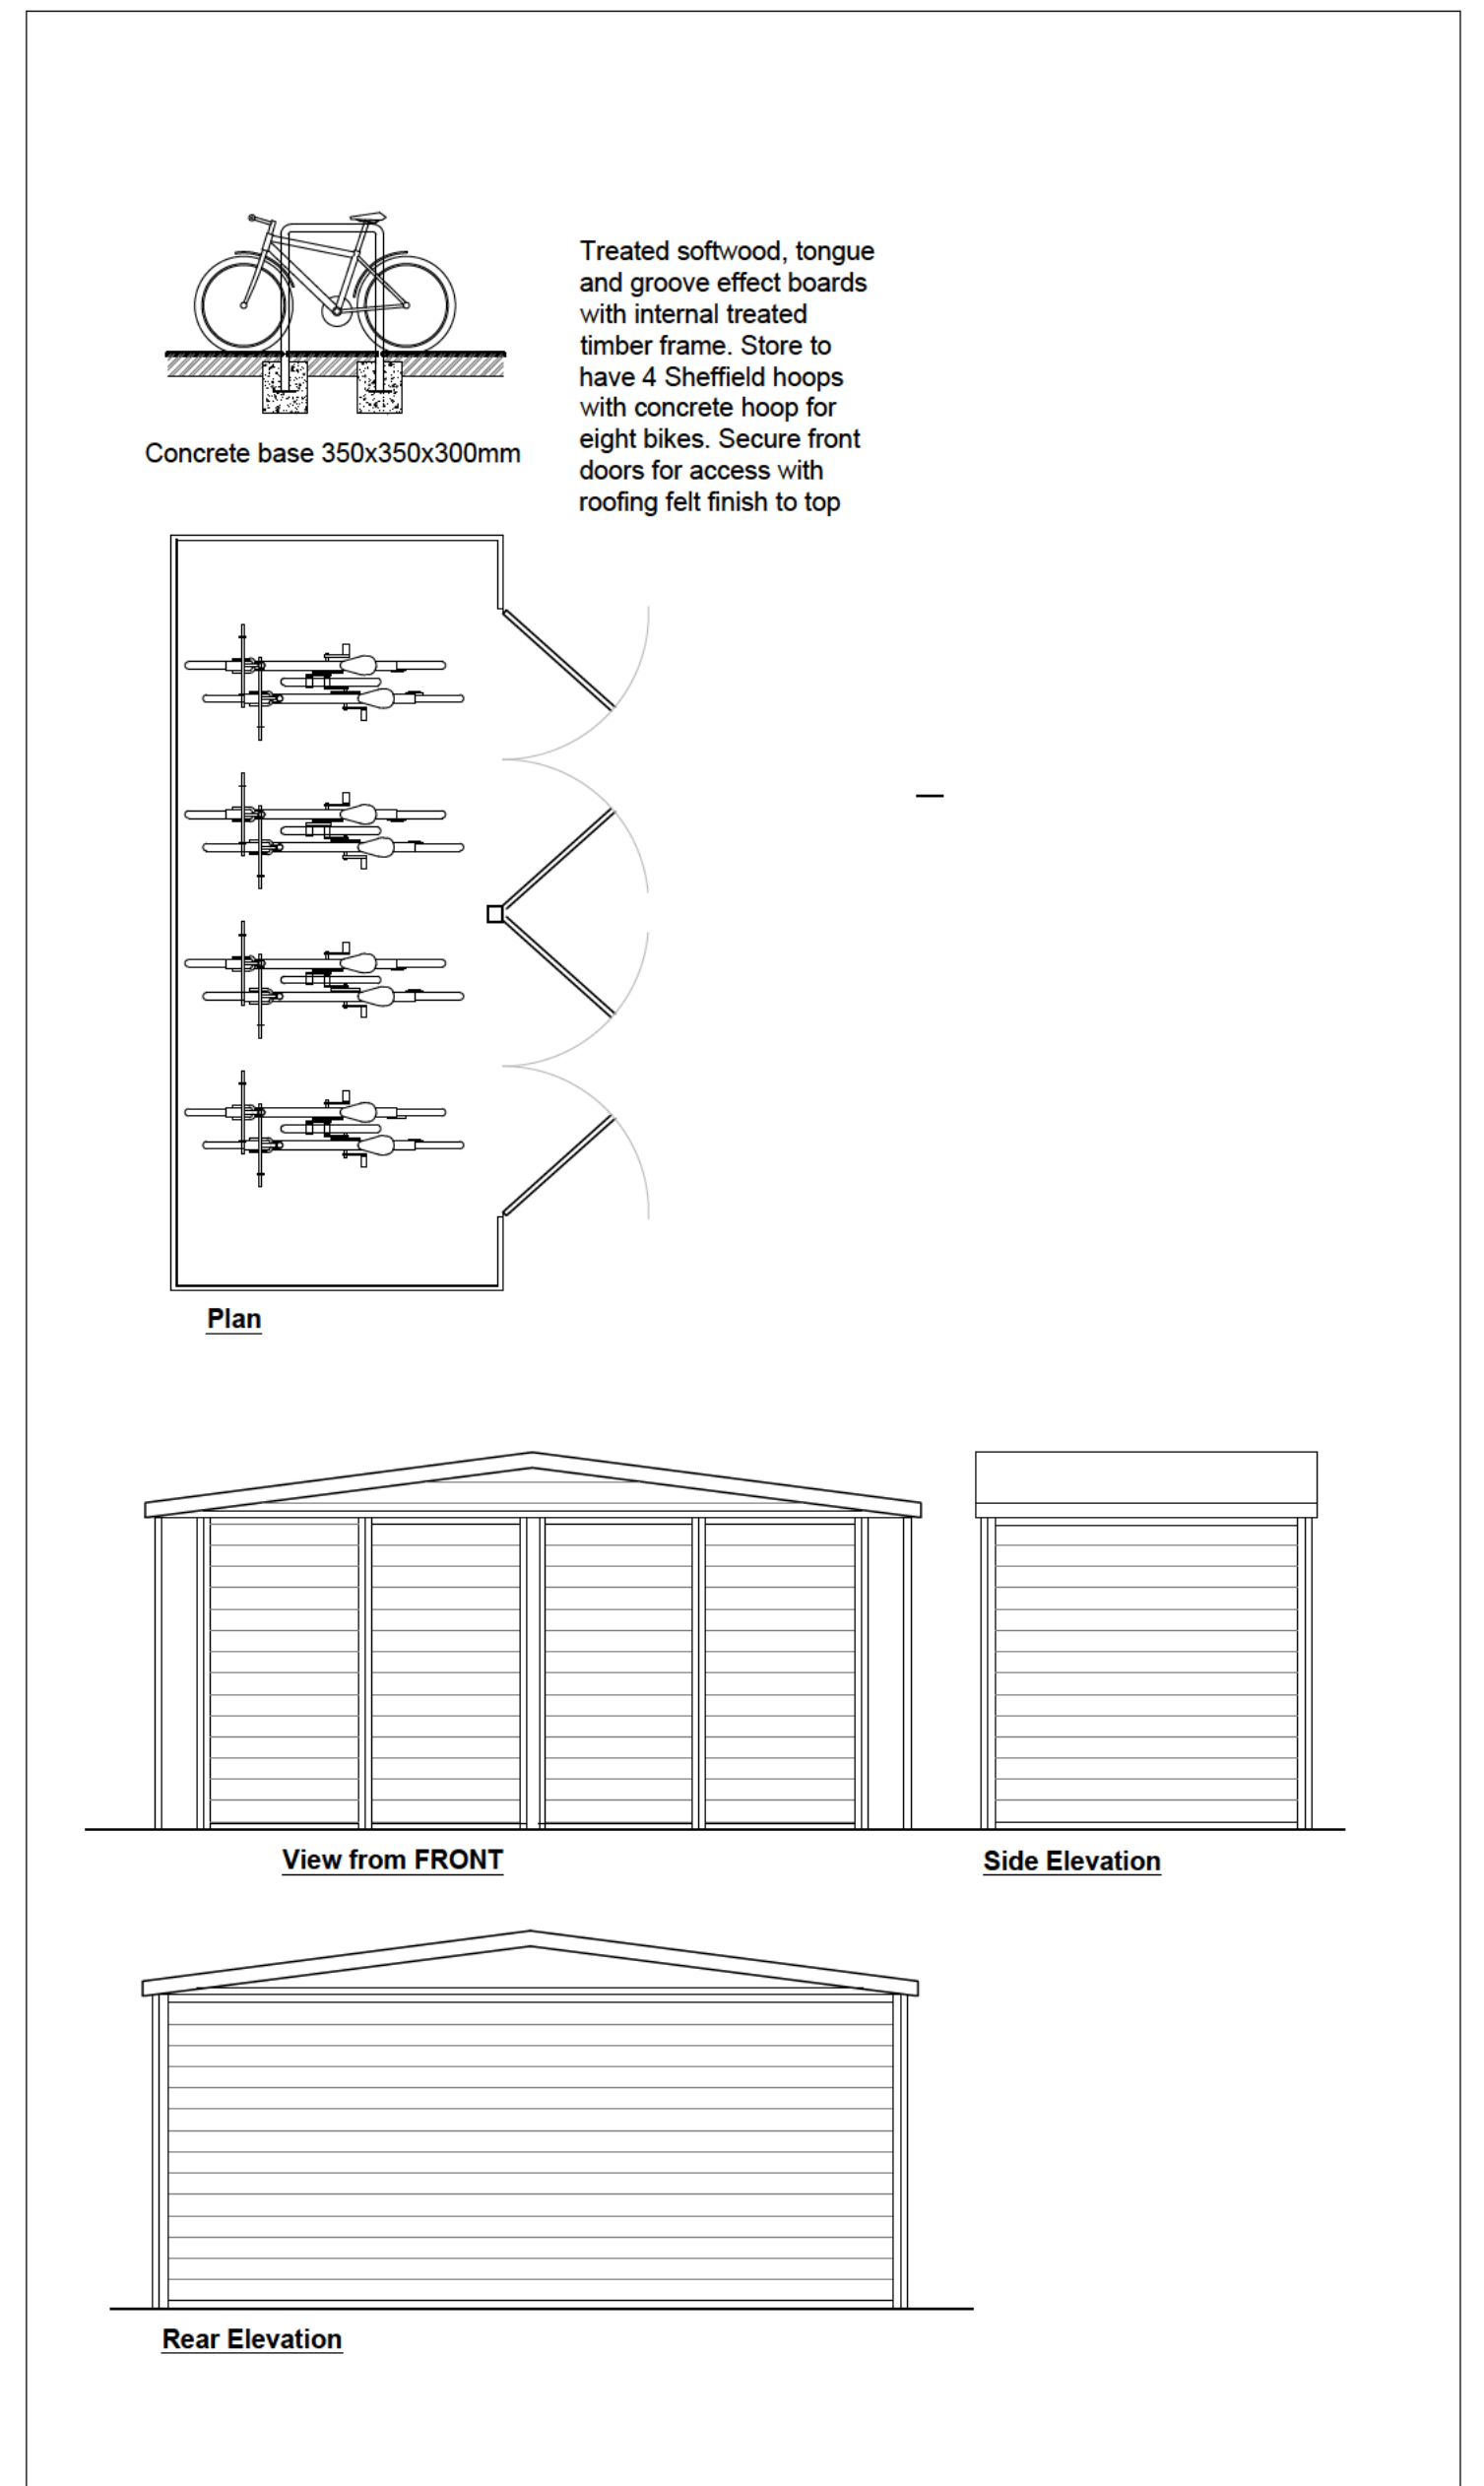 Treated softwood, tongue
and groove effect boards
with internal treated
timber frame. Store to
have 4 Sheffield hoops
with concrete hoop for
eight bikes. Secure front
doors for access with
roofing felt finish to top
Concrete base 350x350x300mm
Plan
View from FRONT
Side Elevation
Rear Elevation